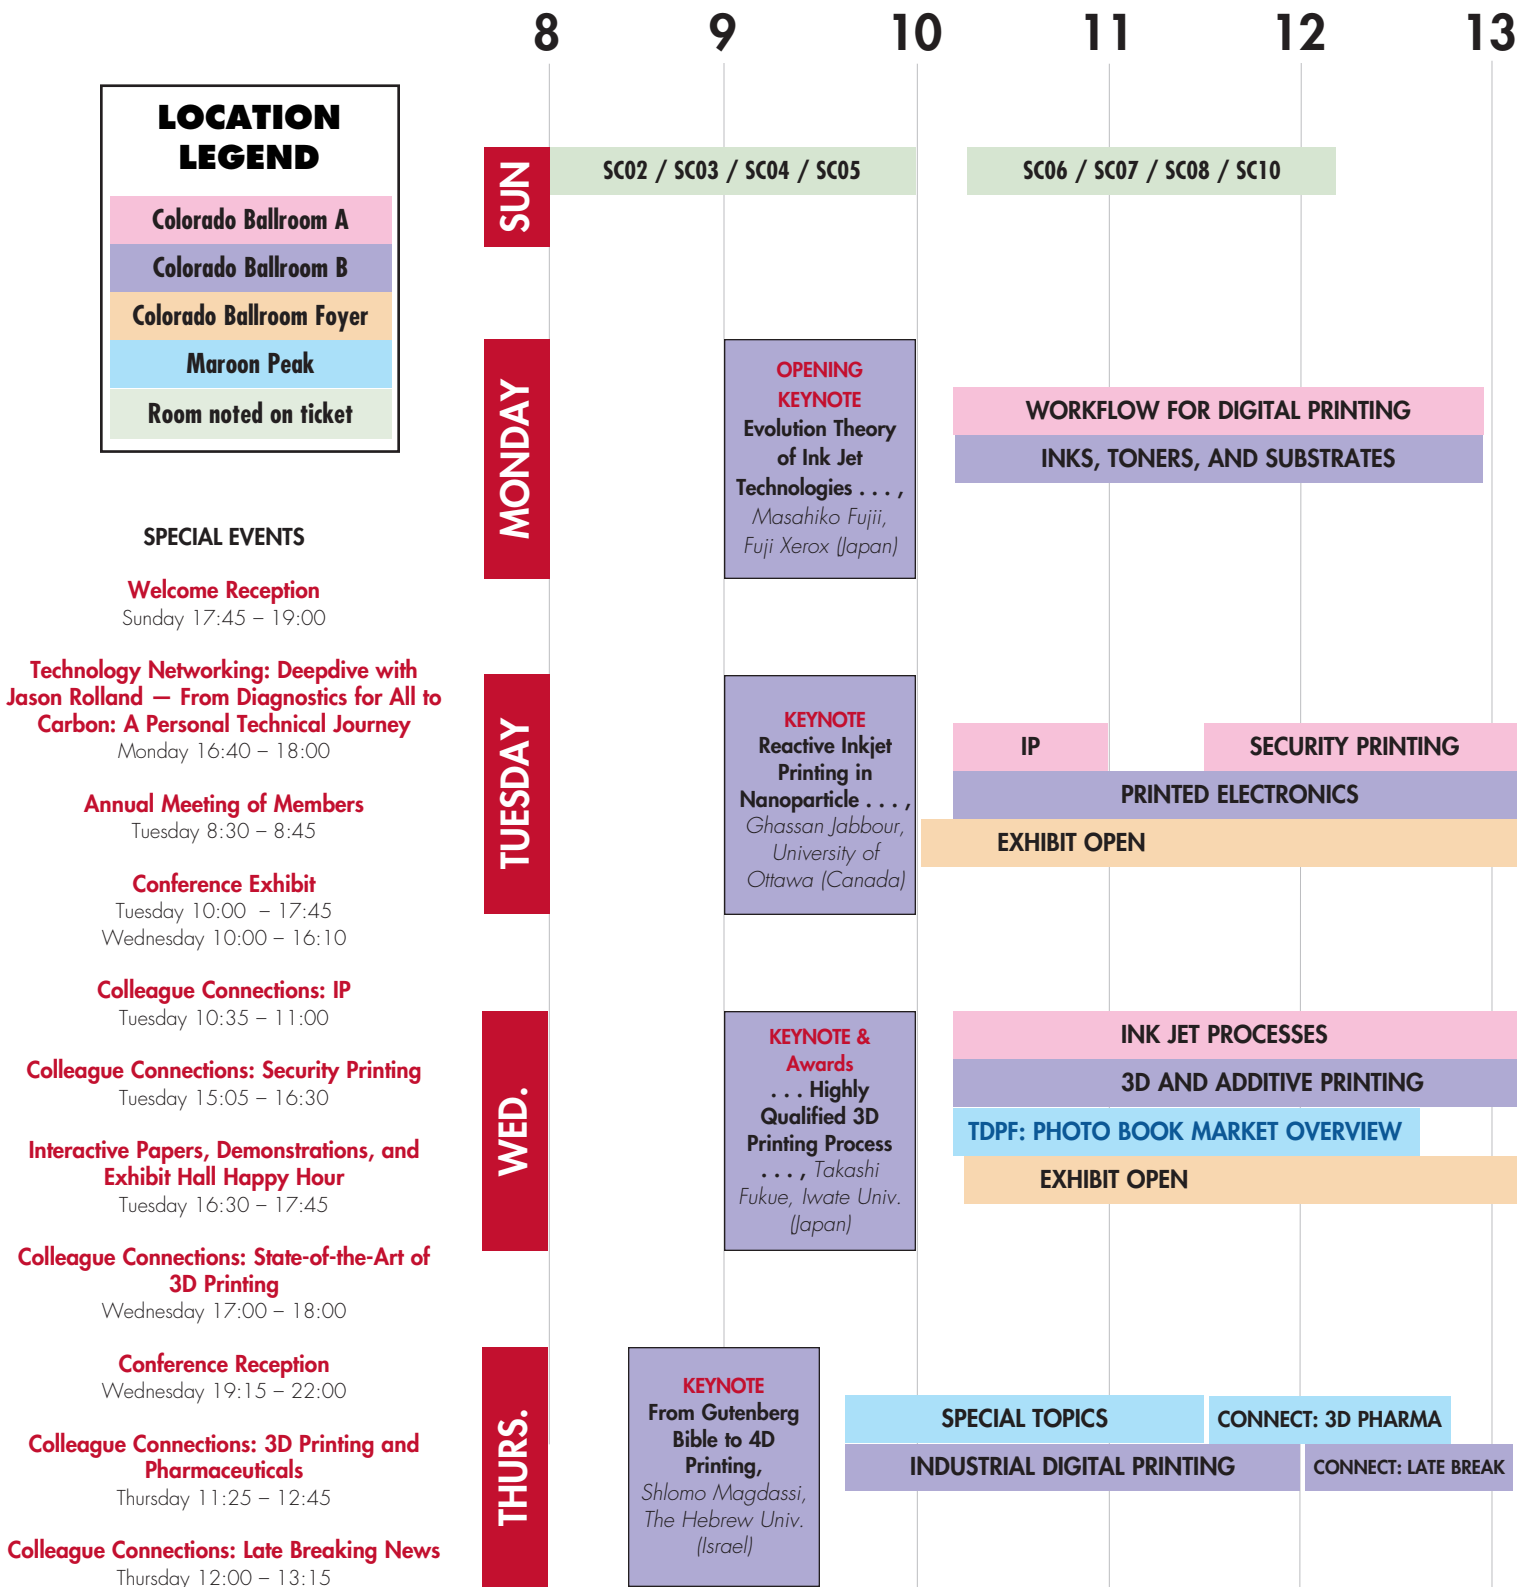 8 9 10 11 12 13
LOCATION
LEGEND
Colorado Ballroom A
Colorado Ballroom B
Colorado Ballroom Foyer
Maroon Peak
Room noted on ticket
SPECIAL EVENTS
Welcome Reception
Sunday 17:45 – 19:00
Technology Networking: Deepdive with
Jason Rolland — From Diagnostics for All to
Carbon: A Personal Technical Journey
Monday 16:40 – 18:00
Annual Meeting of Members
Tuesday 8:30 – 8:45
Conference Exhibit
Tuesday 10:00 – 17:45
Wednesday 10:00 – 16:10
Colleague Connections: IP
Tuesday 10:35 – 11:00
Colleague Connections: Security Printing
Tuesday 15:05 – 16:30
Interactive Papers, Demonstrations, and
Exhibit Hall Happy Hour
Tuesday 16:30 – 17:45
Colleague Connections: State-of-the-Art of
3D Printing
Wednesday 17:00 – 18:00
Conference Reception
Wednesday 19:15 – 22:00
Colleague Connections: 3D Printing and
Pharmaceuticals
Thursday 11:25 – 12:45
Colleague Connections: Late Breaking News
Thursday 12:00 – 13:15
SUN
SC02 / SC03 / SC04 / SC05
SC06 / SC07 / SC08 / SC10
MONDAY
OPENING
KEYNOTE
Evolution Theory
of Ink Jet
Technologies . . . ,
Masahiko Fujii,
Fuji Xerox (Japan)
WORKFLOW FOR DIGITAL PRINTING
INKS, TONERS, AND SUBSTRATES
TUESDAY
KEYNOTE
Reactive Inkjet
Printing in
Nanoparticle . . . ,
Ghassan Jabbour,
University of
Ottawa (Canada)
IP
SECURITY PRINTING
PRINTED ELECTRONICS
EXHIBIT OPEN
WED.
KEYNOTE &
Awards
. . . Highly
Qualified 3D
Printing Process
. . . , Takashi
Fukue, Iwate Univ.
(Japan)
INK JET PROCESSES
3D AND ADDITIVE PRINTING
TDPF: PHOTO BOOK MARKET OVERVIEW
EXHIBIT OPEN
THURS.
KEYNOTE
From Gutenberg
Bible to 4D
Printing,
Shlomo Magdassi,
The Hebrew Univ.
(Israel)
SPECIAL TOPICS
CONNECT: 3D PHARMA
INDUSTRIAL DIGITAL PRINTING
CONNECT: LATE BREAK